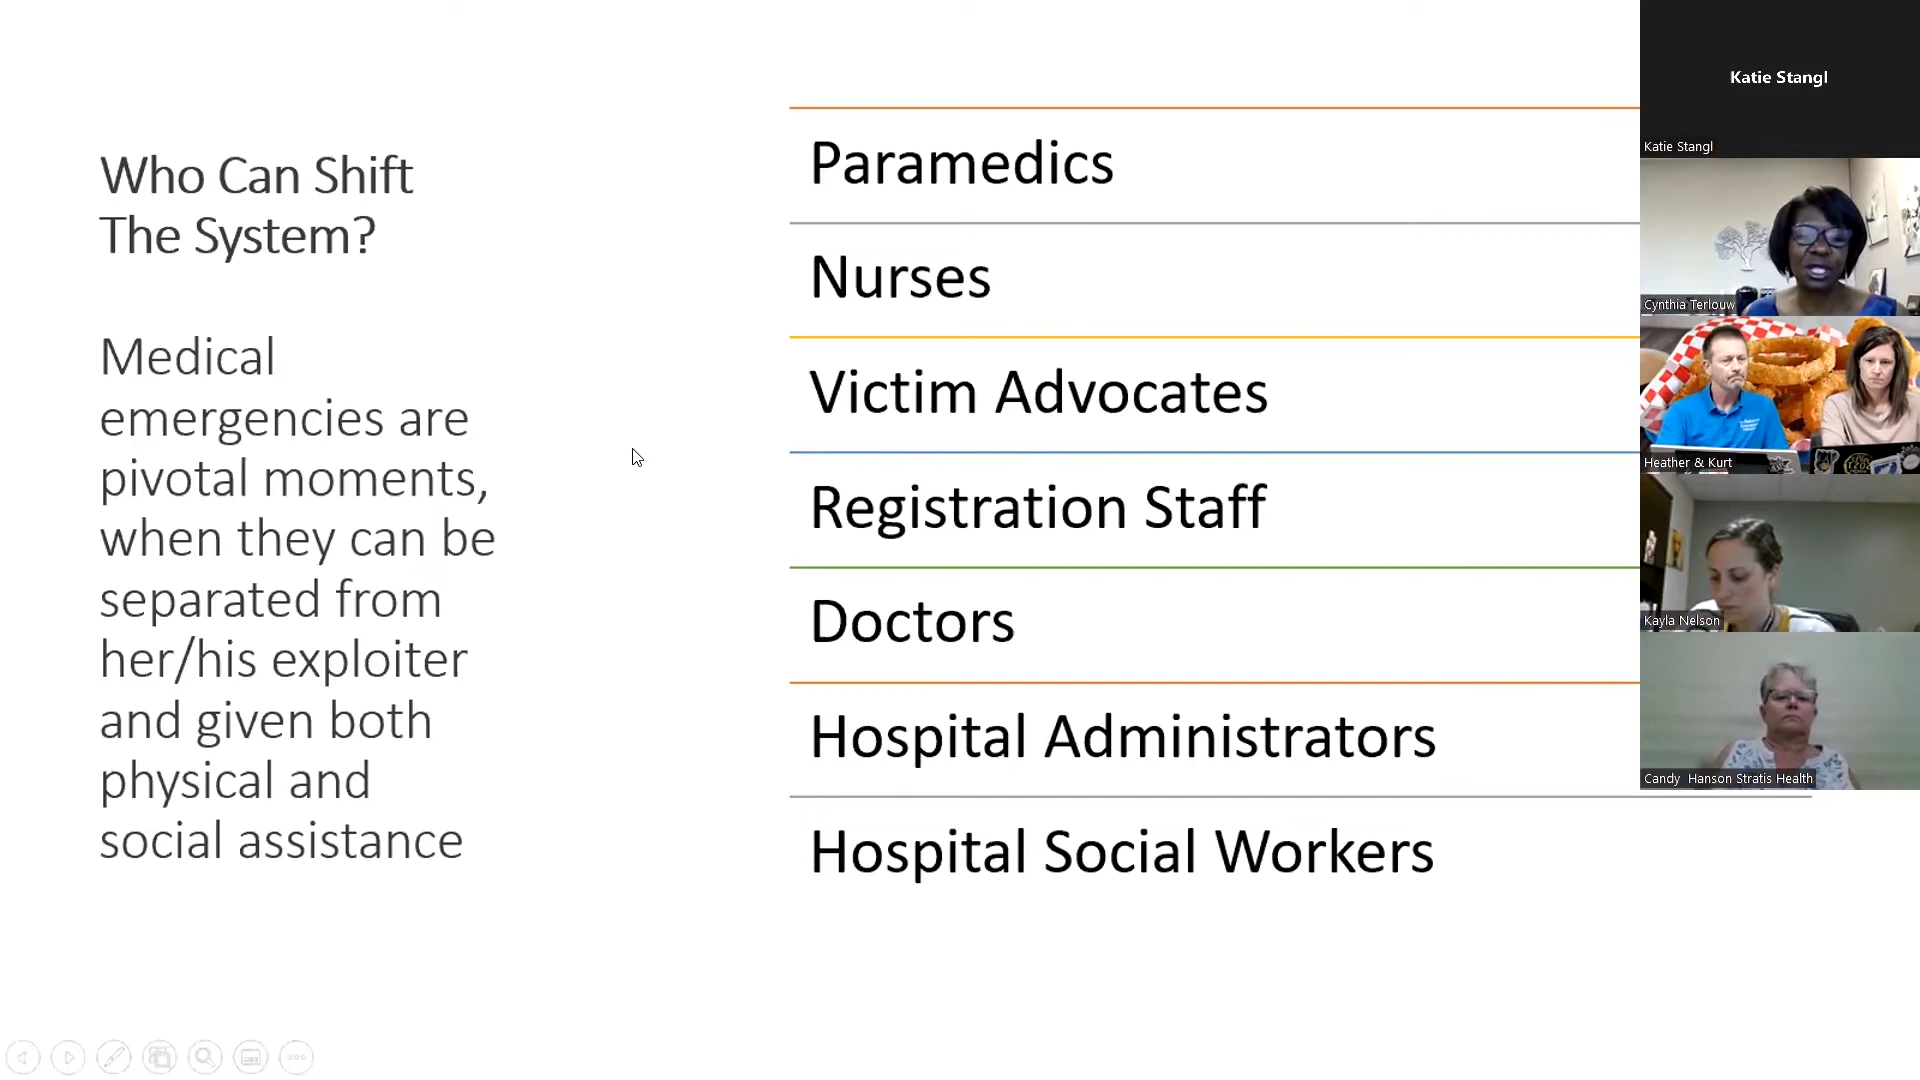 Who Can Shift
The System?
Medical
emergencies are
pivotal moments,
when they can be
separated from
her/his exploiter
and given both
physical and
social assistance
Paramedics
Nurses
Victim Advocates
Registration Staff
Doctors
Hospital Administrators
Hospital Social Workers
Katie Stangl
Katie Stangl
Cynthia Terlouw
Heather & Kurt
Kayla Nelson
Candy Hanson Stratis Health